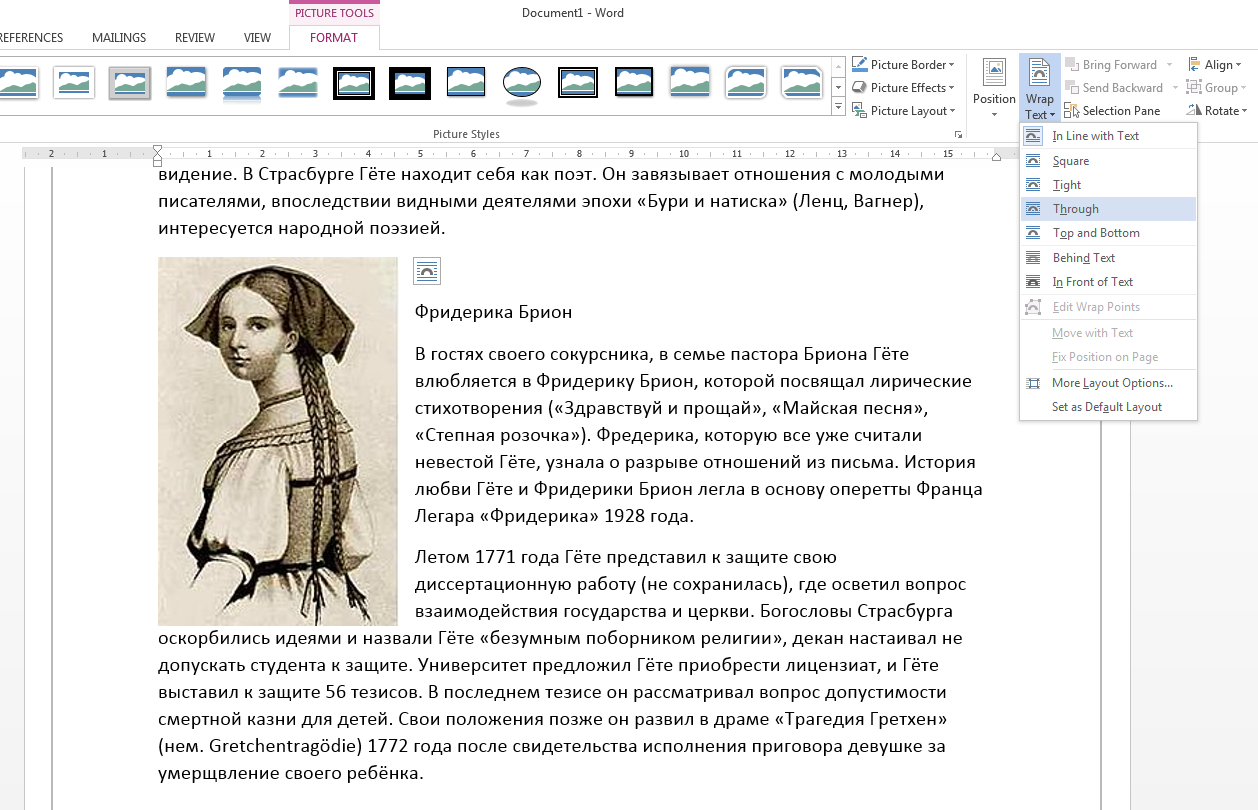 PICTURE TOOLS
Document1 - Word
REFERENCES MAILINGS REVIEW VIEW FORMAT
Picture Border
Picture Effects
Picture Layout
Picture Styles
Position
Wrap
Text
Bring Forward
Send Backward
Selection Pane
Align
Group
Rotate
In Line with Text
Square
Tight
Through
Top and Bottom
Behind Text
In Front of Text
Edit Wrap Points
Move with Text
Fix Position on Page
More Layout Options...
Set as Default Layout
2 1 1 2 3 4 5 6 7 8 9 10 11 12 13 14 15
видение. В Страсбурге Гёте находит себя как поэт. Он завязывает отношения с молодыми
писателями, впоследствии видными деятелями эпохи «Бури и натиска» (Ленц, Вагнер),
интересуется народной поэзией.
Фридерика Брион
В гостях своего сокурсника, в семье пастора Бриона Гёте
влюбляется в Фридерику Брион, которой посвящал лирические
стихотворения («Здравствуй и прощай», «Майская песня»,
«Степная розочка»). Фредерика, которую все уже считали
невестой Гёте, узнала о разрыве отношений из письма. История
любви Гёте и Фридерики Брион легла в основу оперетты Франца
Легара «Фридерика» 1928 года.
Летом 1771 года Гёте представил к защите свою
диссертационную работу (не сохранилась), где осветил вопрос
взаимодействия государства и церкви. Богословы Страсбурга
оскорбились идеями и назвали Гёте «безумным поборником религии», декан настаивал не
допускать студента к защите. Университет предложил Гёте приобрести лицензиат, и Гёте
выставил к защите 56 тезисов. В последнем тезисе он рассматривал вопрос допустимости
смертной казни для детей. Свои положения позже он развил в драме «Трагедия Гретхен»
(нем. Gretchentragödie) 1772 года после свидетельства исполнения приговора девушке за
умерщвление своего ребёнка.